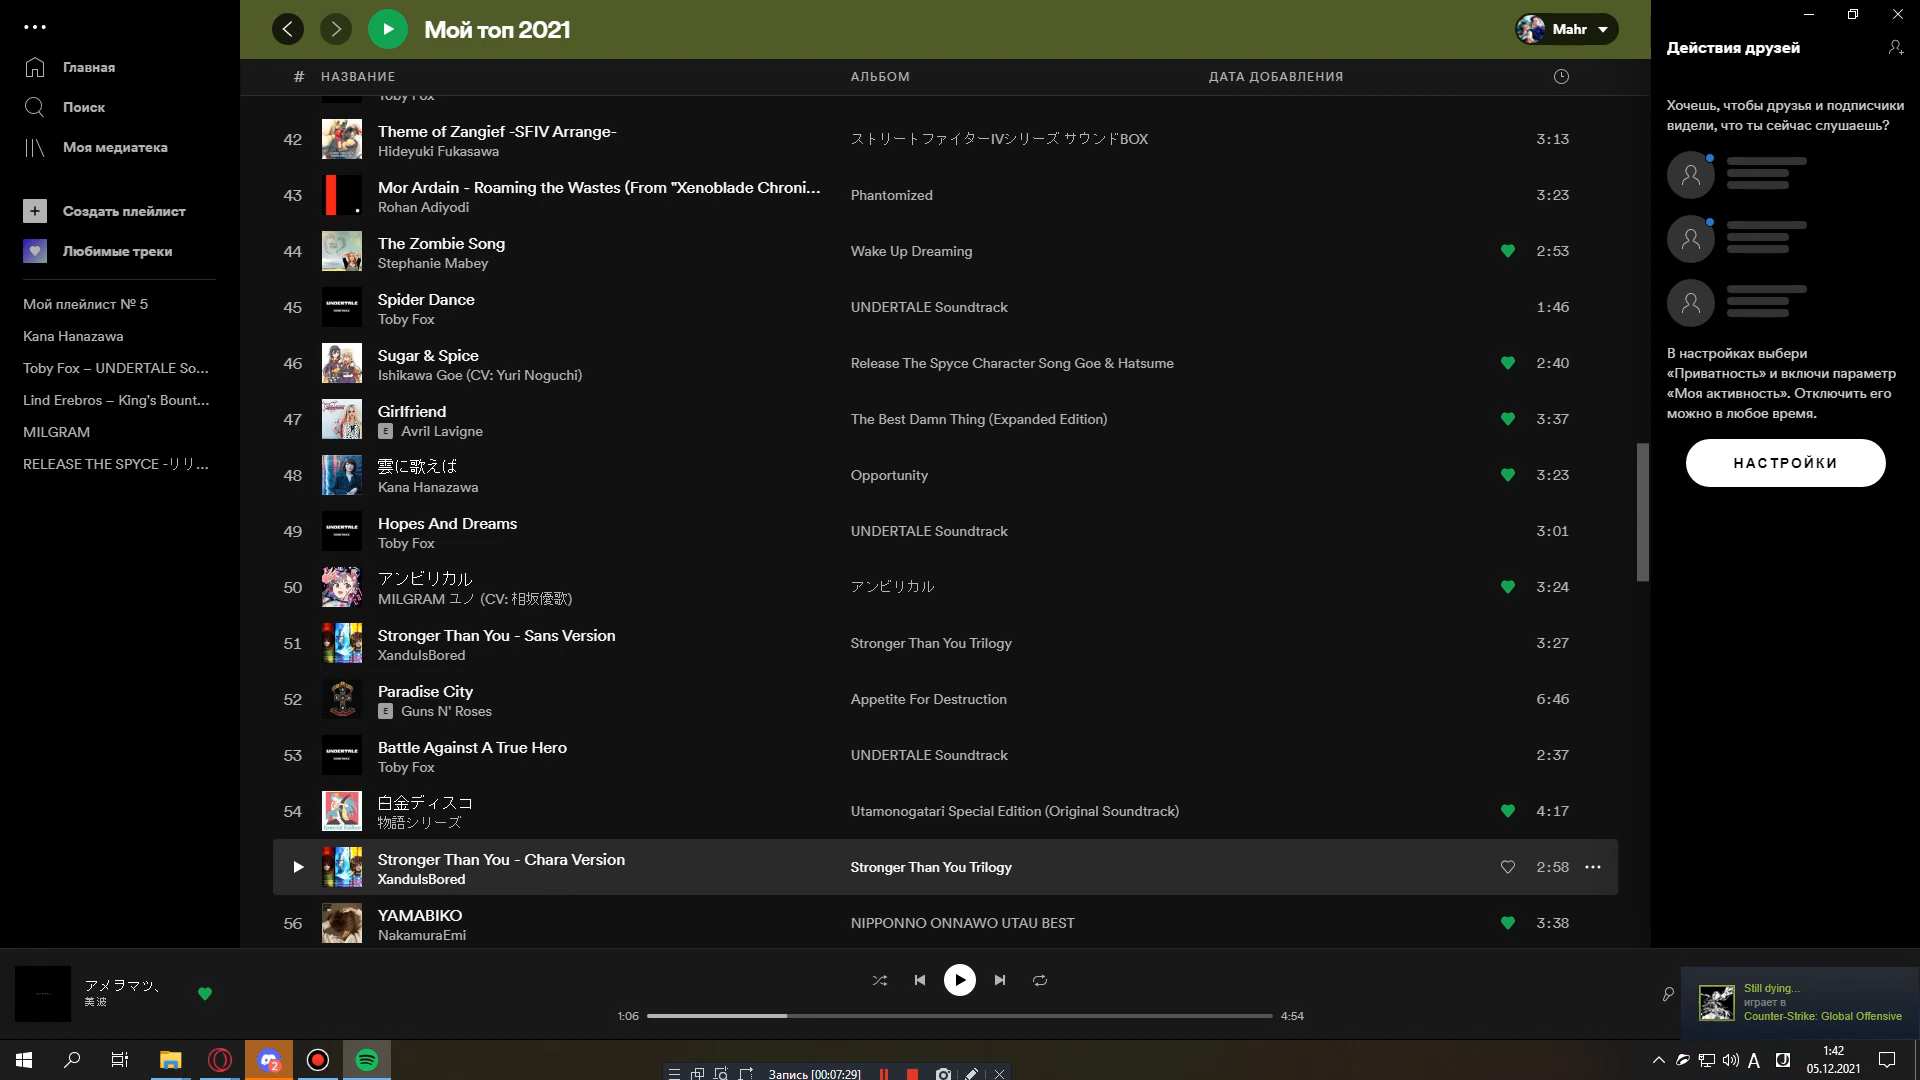 Мой топ 2021
Mahr
Главная
Поиск
Моя медиатека
Создать плейлист
Любимые треки
Мой плейлист № 5
Kana Hanazawa
Toby Fox – UNDERTALE So...
Lind Erebros – King's Bount...
MILGRAM
RELEASE THE SPYCE -リリ...
# НАЗВАНИЕ АЛЬБОМ ДАТА ДОБАВЛЕНИЯ
Toby Fox
42 Theme of Zangief -SFIV Arrange- ストリートファイターIVシリーズ サウンドBOX 3:13
Hideyuki Fukasawa
43 Mor Ardain - Roaming the Wastes (From "Xenoblade Chroni... Phantomized 3:23
Rohan Adiyodi
44 The Zombie Song Wake Up Dreaming 2:53
Stephanie Mabey
45 Spider Dance UNDERTALE Soundtrack 1:46
Toby Fox
46 Sugar & Spice Release The Spyce Character Song Goe & Hatsume 2:40
Ishikawa Goe (CV: Yuri Noguchi)
47 Girlfriend The Best Damn Thing (Expanded Edition) 3:37
E Avril Lavigne
48 雲に歌えば Opportunity 3:23
Kana Hanazawa
49 Hopes And Dreams UNDERTALE Soundtrack 3:01
Toby Fox
50 アンビリカル アンビリカル 3:24
MILGRAM ユノ (CV: 相坂優歌)
51 Stronger Than You - Sans Version Stronger Than You Trilogy 3:27
XandulsBored
52 Paradise City Appetite For Destruction 6:46
E Guns N' Roses
53 Battle Against A True Hero UNDERTALE Soundtrack 2:37
Toby Fox
54 白金ディスコ Utamonogatari Special Edition (Original Soundtrack) 4:17
物語シリーズ
Stronger Than You - Chara Version Stronger Than You Trilogy 2:58
XandulsBored
56 YAMABIKO NIPPONNO ONNAWO UTAU BEST 3:38
NakamuraEmi
Действия друзей
Хочешь, чтобы друзья и подписчики
видели, что ты сейчас слушаешь?
В настройках выбери
«Приватность» и включи параметр
«Моя активность». Отключить его
можно в любое время.
НАСТРОЙКИ
アメヲマツ、
美波
1:06
4:54
Still dying...
играет в
Counter-Strike: Global Offensive
2
Запись [00:07:29]
A
J
1:42
05.12.2021